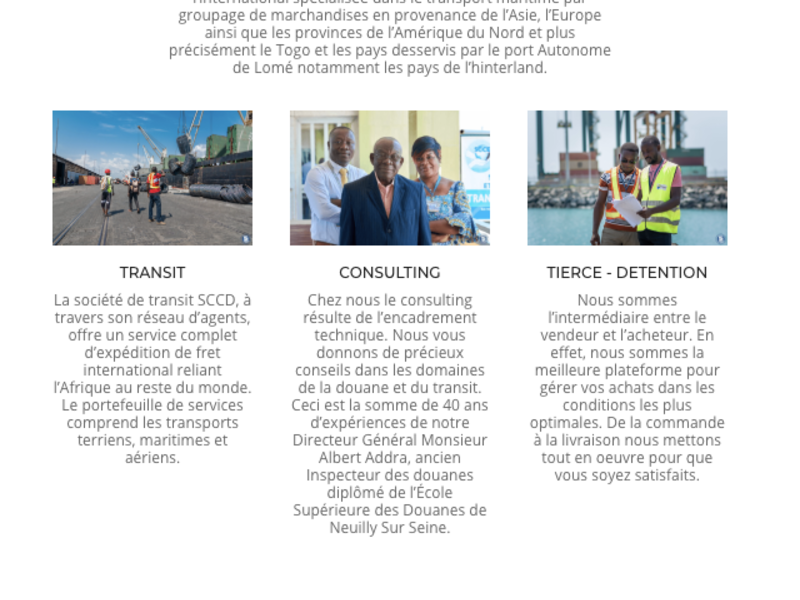 l'international spécialisée dans le transport maritime par
groupage de marchandises en provenance de l'Asie, l'Europe
ainsi que les provinces de l'Amérique du Nord et plus
précisément le Togo et les pays desservis par le port Autonome
de Lomé notamment les pays de l'hinterland.
TRANSIT
La société de transit SCCD, à
travers son réseau d'agents,
offre un service complet
d'expédition de fret
international reliant
l'Afrique au reste du monde.
Le portefeuille de services
comprend les transports
terriens, maritimes et
aériens.
CONSULTING
Chez nous le consulting
résulte de l'encadrement
technique. Nous vous
donnons de précieux
conseils dans les domaines
de la douane et du transit.
Ceci est la somme de 40 ans
d'expériences de notre
Directeur Général Monsieur
Albert Addra, ancien
Inspecteur des douanes
diplômé de l'École
Supérieure des Douanes de
Neuilly Sur Seine.
TIERCE - DETENTION
Nous sommes
l'intermédiaire entre le
vendeur et l'acheteur. En
effet, nous sommes la
meilleure plateforme pour
gérer vos achats dans les
conditions les plus
optimales. De la commande
à la livraison nous mettons
tout en oeuvre pour que
vous soyez satisfaits.